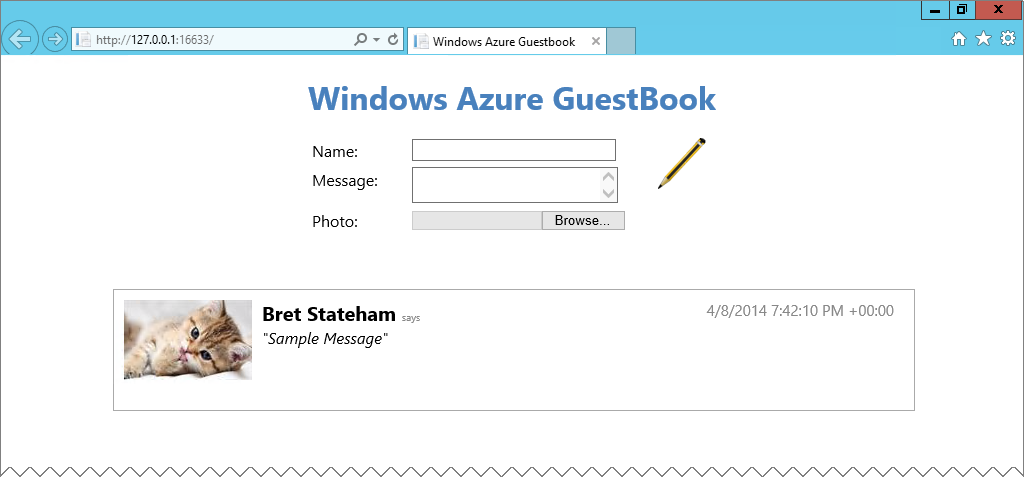 http://127.0.0.1:16633/
Windows Azure Guestbook
Windows Azure GuestBook
Name:
Message:
Photo:
Browse...
Bret Stateham says
4/8/2014 7:42:10 PM +00:00
"Sample Message"